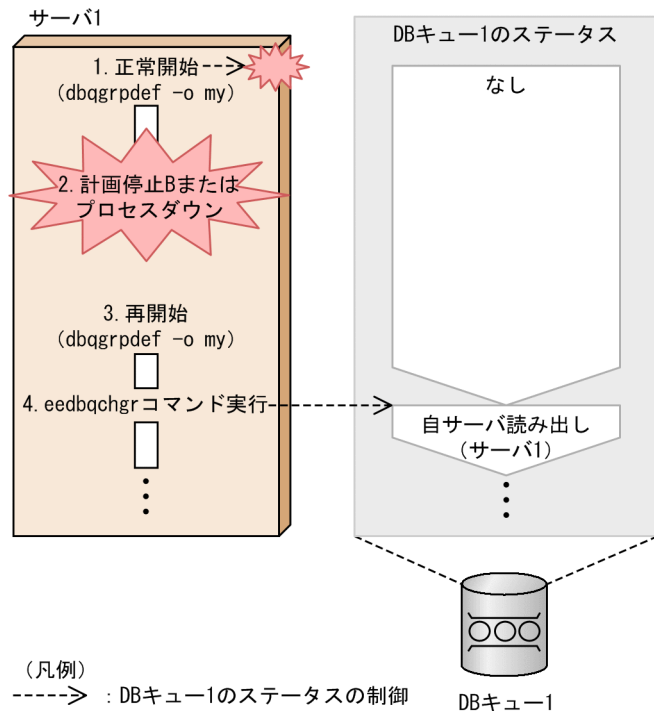 サーバ1
1.正常開始
(dbqgrpdef -o my)
2.計画停止Bまたは
プロセスダウン
3.再開始
(dbqgrpdef -o my)
4.eedbqchgrコマンド実行
DBキュー1のステータス
なし
自サーバ読み出し
(サーバ1)
DBキュー1
(凡例)
:DBキュー1のステータスの制御